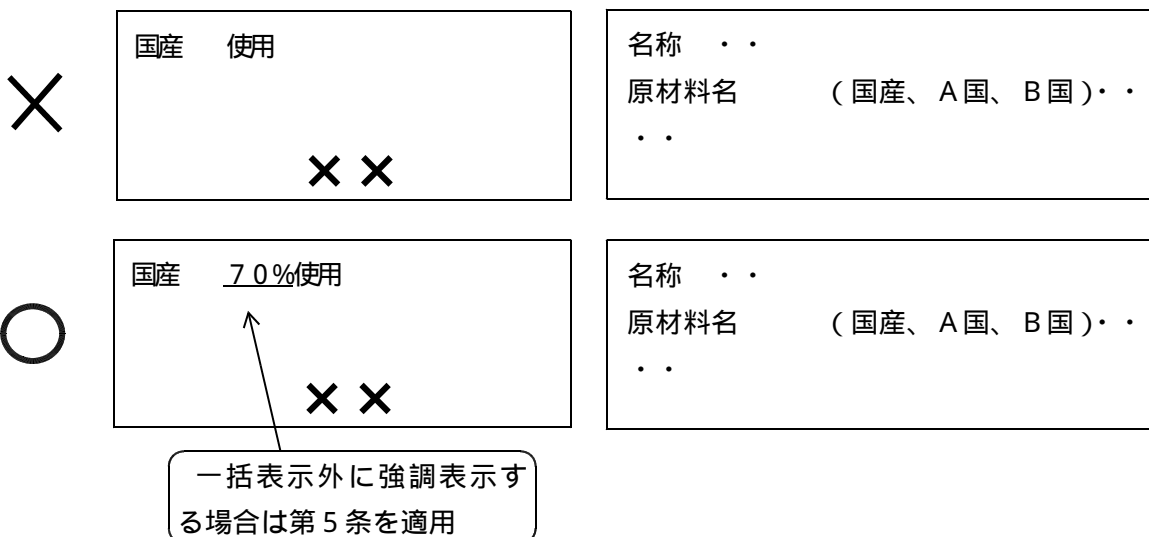 国産　使用
××
名称　・・
原材料名　（国産、Ａ国、Ｂ国）・・
・・
国産　７０％使用
××
名称　・・
原材料名　（国産、Ａ国、Ｂ国）・・
・・
一括表示外に強調表示す
る場合は第５条を適用